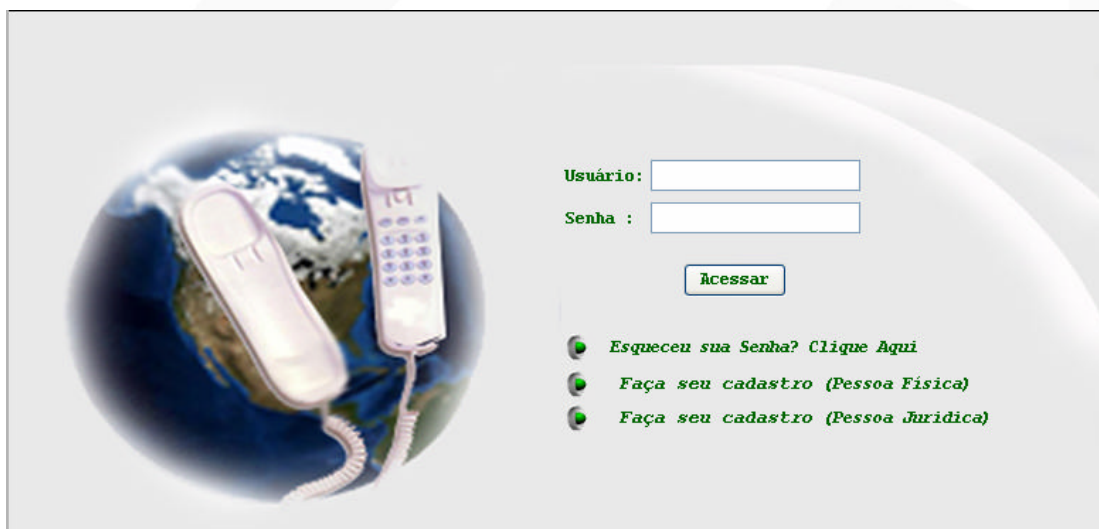 Usuário:
Senha :
Acessar
Esqueceu sua Senha? Clique Aqui
Faça seu cadastro (Pessoa Física)
Faça seu cadastro (Pessoa Juridica)